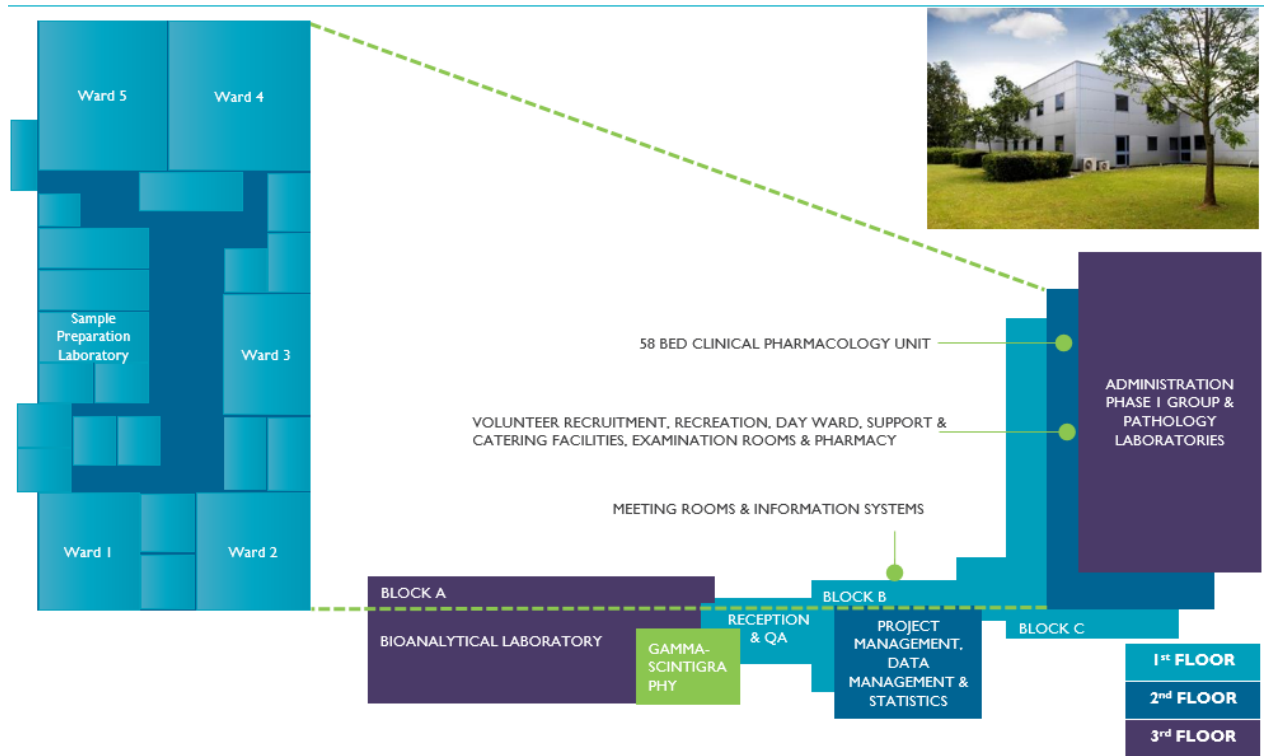 Ward 5
Ward 4
Sample
Preparation
Laboratory
Ward 3
Ward 1
Ward 2
58 BED CLINICAL PHARMACOLOGY UNIT
VOLUNTEER RECRUITMENT, RECREATION, DAY WARD, SUPPORT &
CATERING FACILITIES, EXAMINATION ROOMS & PHARMACY
MEETING ROOMS & INFORMATION SYSTEMS
ADMINISTRATION
PHASE I GROUP &
PATHOLOGY
LABORATORIES
BLOCK A
BIOANALYTICAL LABORATORY
GAMMA-
SCINTIGRA
PHY
RECEPTION
& QA
BLOCK B
PROJECT
MANAGEMENT,
DATA
MANAGEMENT &
STATISTICS
BLOCK C
1st FLOOR
2nd FLOOR
3rd FLOOR